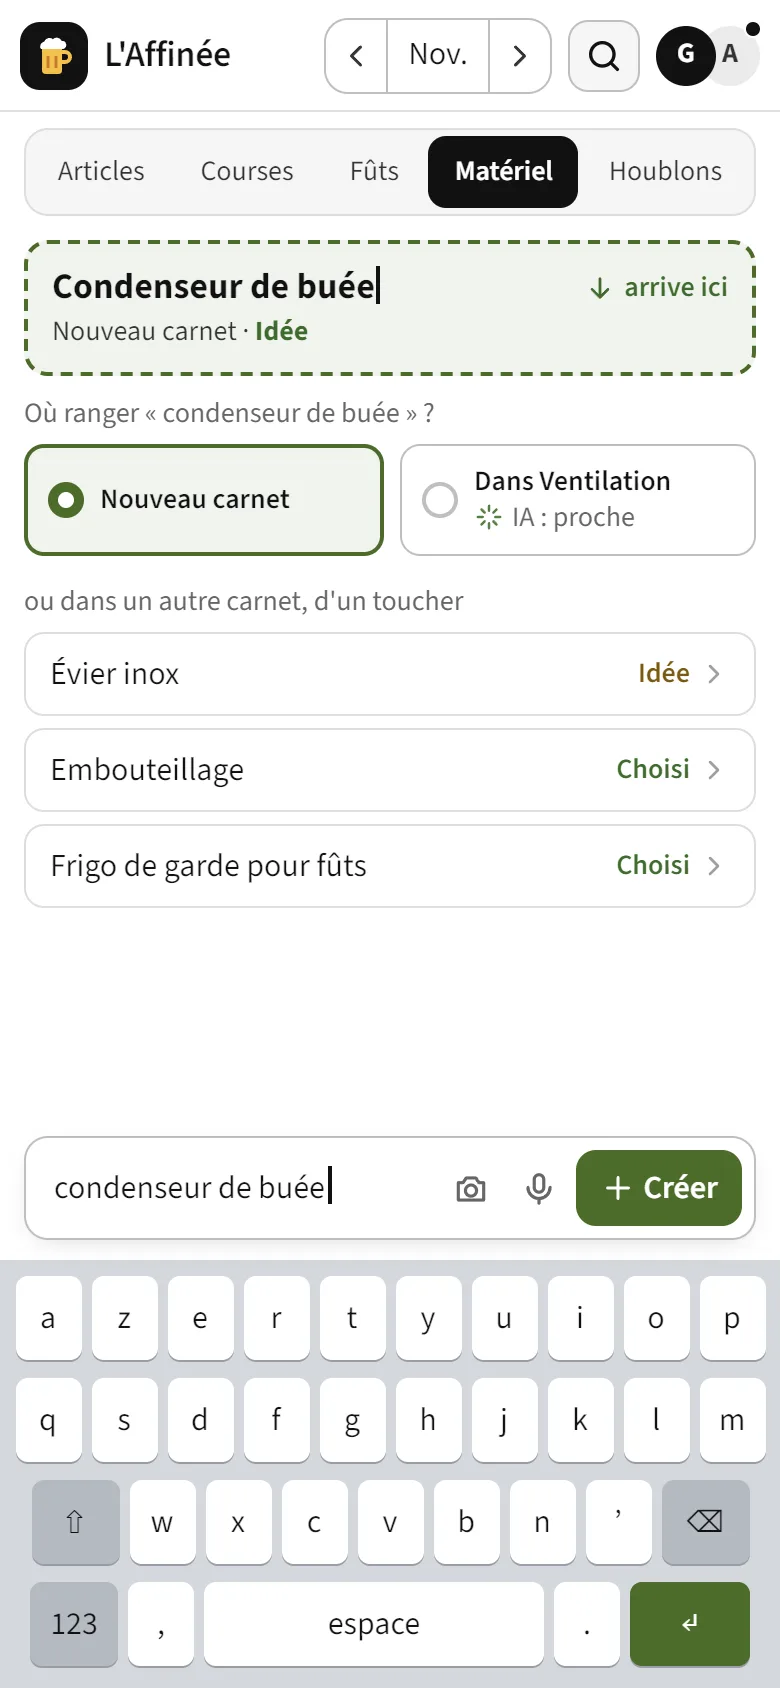 L'Affinée
Nov.
G
A
Articles
Courses
Fûts
Matériel
Houblons
Condenseur de buée
↓ arrive ici
Nouveau carnet · Idée
Où ranger « condenseur de buée » ?
Nouveau carnet
Dans Ventilation
IA : proche
ou dans un autre carnet, d'un toucher
Évier inox
Idée
Embouteillage
Choisi
Frigo de garde pour fûts
Choisi
condenseur de buée
+ Créer
a z e r t y u i o p
q s d f g h j k l m
⇧ w x c v b n ’ ⌫
123 , espace . ↵